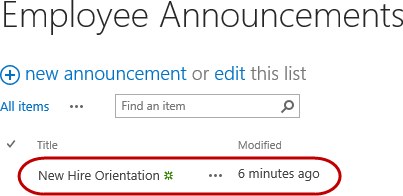 Employee Announcements
new announcement or edit this list
All items ••• Find an item
Title Modified
New Hire Orientation ••• 6 minutes ago